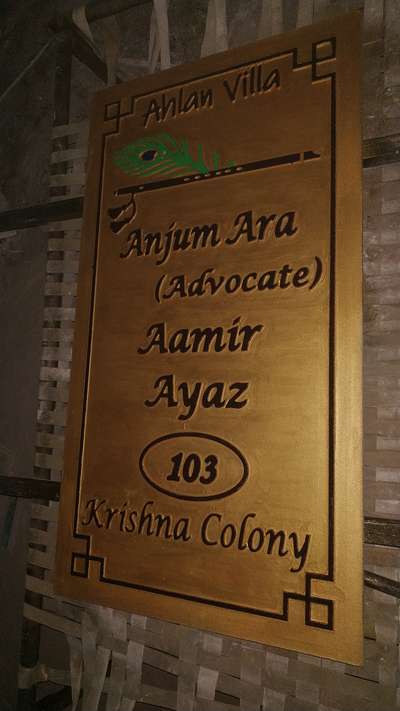 Ahlan Villa
Anjum Ara
(Advocate)
Aamir
Ayaz
103
Krishna Colony